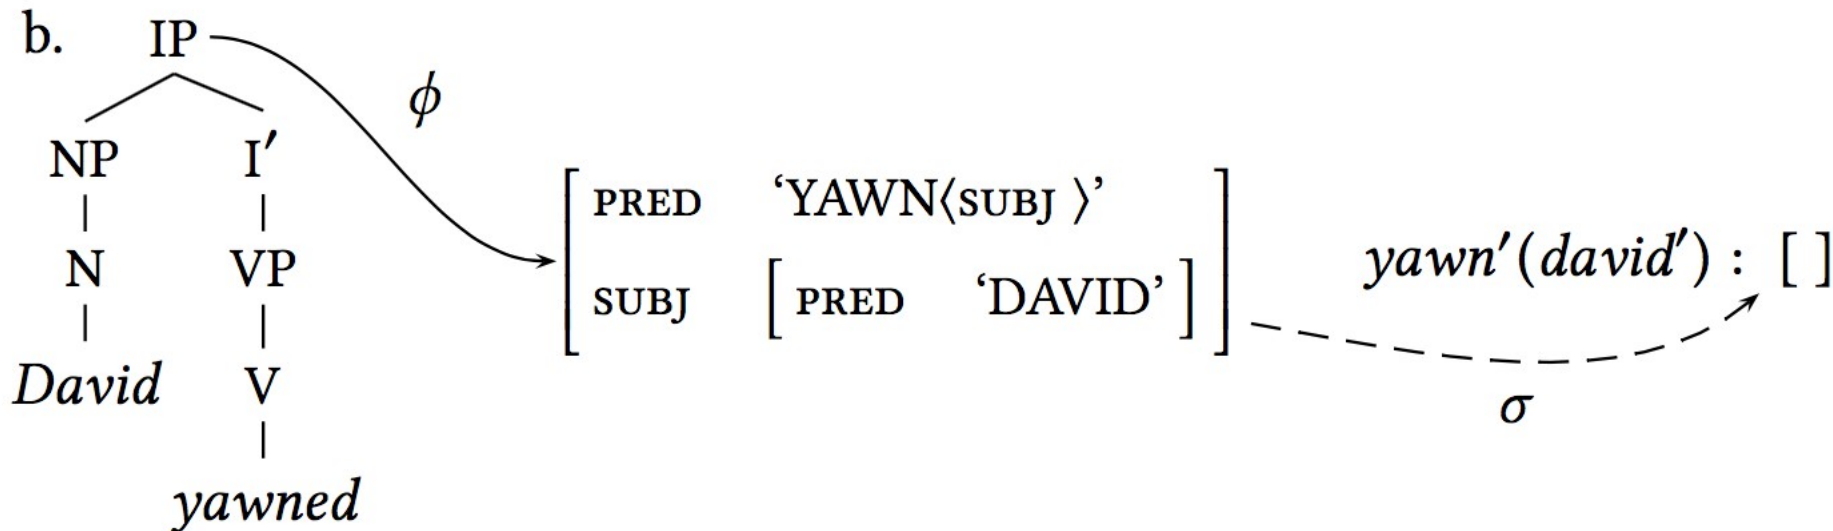 b. IP
ϕ
NP I′
PRED ‘YAWN⟨SUBJ ⟩’
N VP
yawn′(david′) : [ ]
SUBJ [ PRED ‘DAVID’ ]
David V
σ
yawned